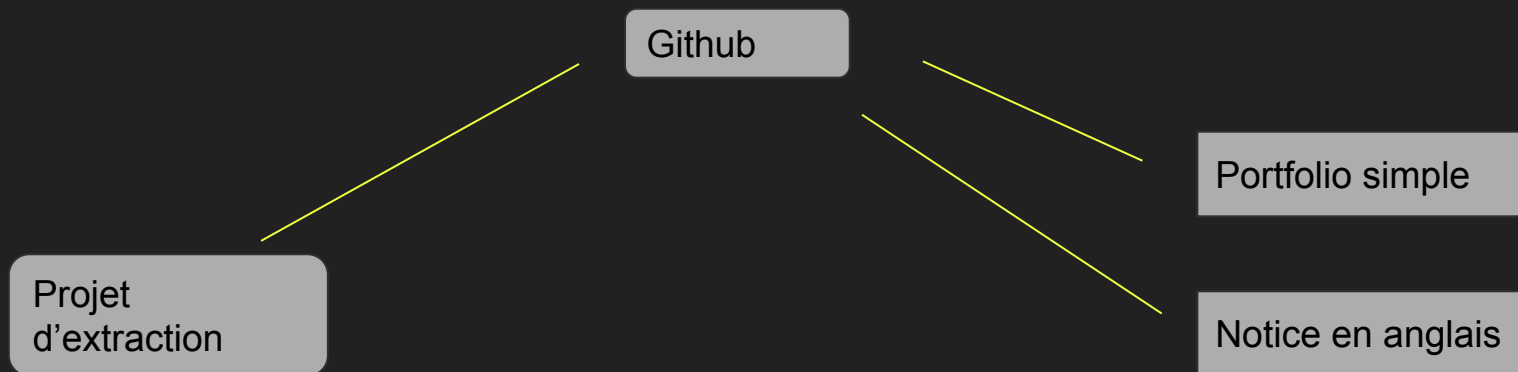 Github
Portfolio simple
Projet
d’extraction
Notice en anglais